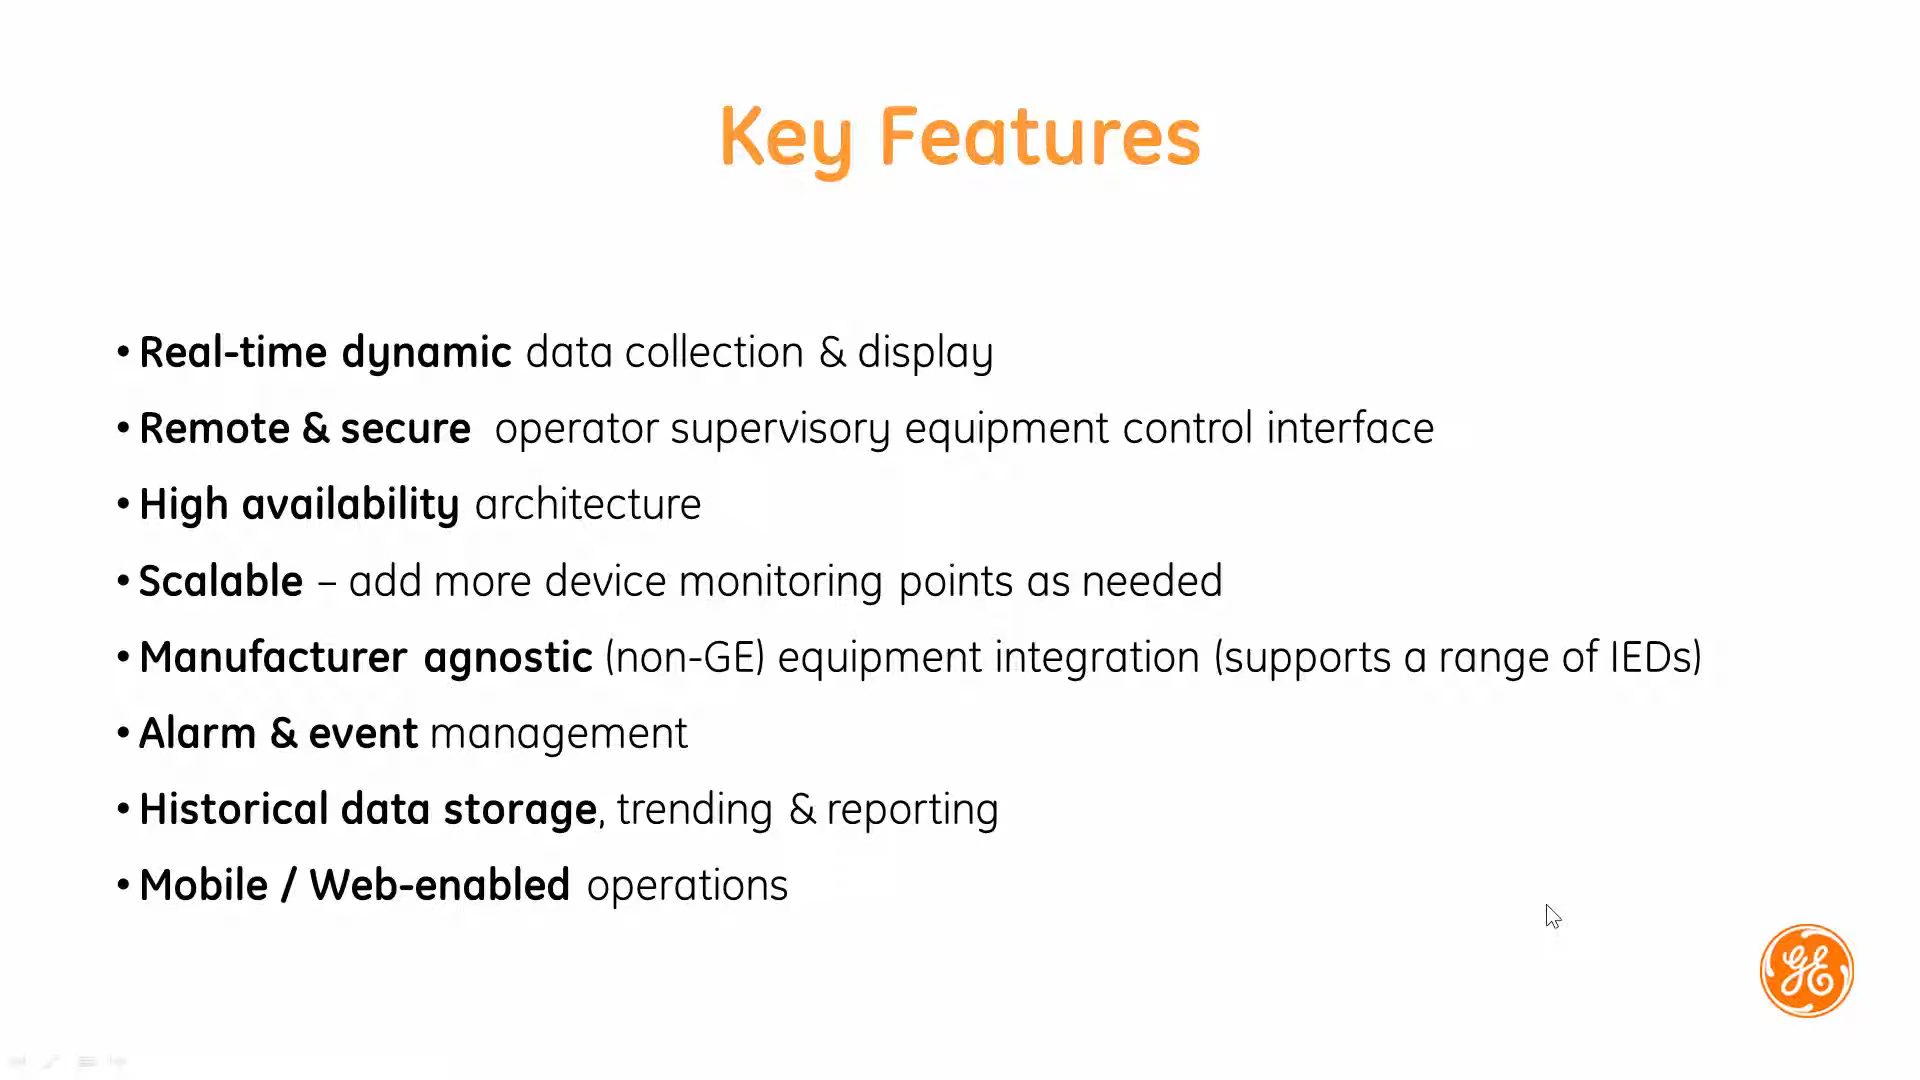 Key Features
• Real-time dynamic data collection & display
• Remote & secure operator supervisory equipment control interface
• High availability architecture
• Scalable – add more device monitoring points as needed
• Manufacturer agnostic (non-GE) equipment integration (supports a range of IEDs)
• Alarm & event management
• Historical data storage, trending & reporting
• Mobile / Web-enabled operations
GE